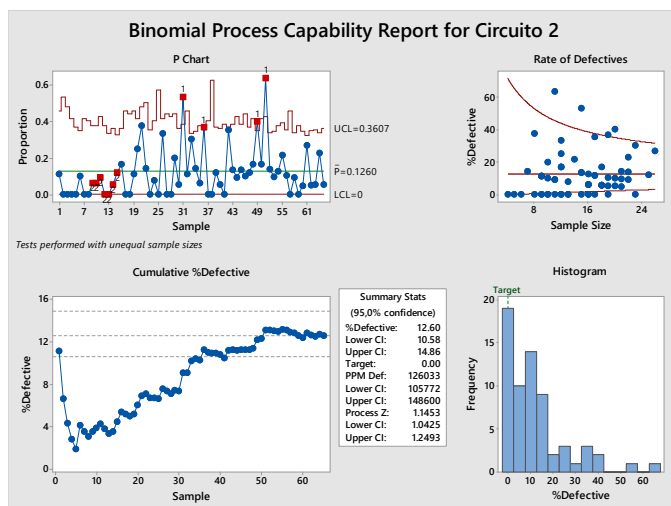 Binomial Process Capability Report for Circuito 2
P Chart
Proportion
0.6
0.4
0.2
0.0
1
1
1
1
UCL=0.3607
P̄=0.1260
LCL=0
1 7 13 19 25 31 37 43 49 55 61
Sample
Tests performed with unequal sample sizes
Rate of Defectives
%Defective
60
40
20
0
8 16 24
Sample Size
Cumulative %Defective
%Defective
16
12
8
4
0
0 10 20 30 40 50 60
Sample
Summary Stats
(95,0% confidence)
%Defective: 12.60
Lower CI: 10.58
Upper CI: 14.86
Target: 0.00
PPM Def: 126033
Lower CI: 105772
Upper CI: 148600
Process Z: 1.1453
Lower CI: 1.0425
Upper CI: 1.2493
Histogram
Target
Frequency
20
15
10
5
0
0 10 20 30 40 50 60
%Defective